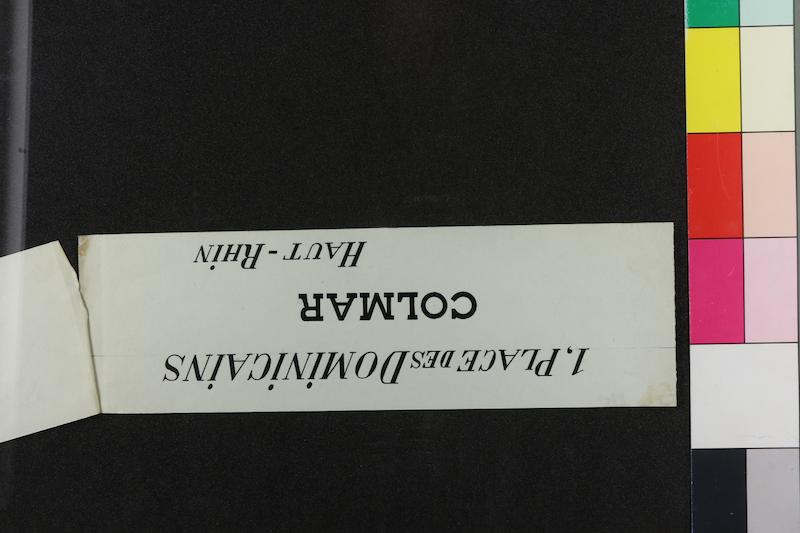 1, PLACE DES DOMINICAINS
COLMAR
HAUT-RHIN